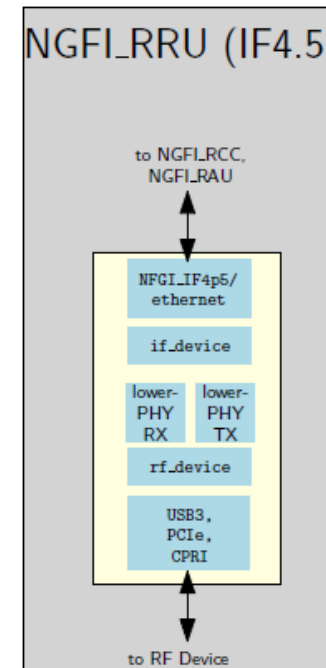 NGFI_RRU (IF4.5
to NGFI_RCC,
NGFI_RAU
NFGI_IF4p5/
ethernet
if_device
lower-
PHY
RX
lower-
PHY
TX
rf_device
USB3,
PCIe,
CPRI
to RF Device